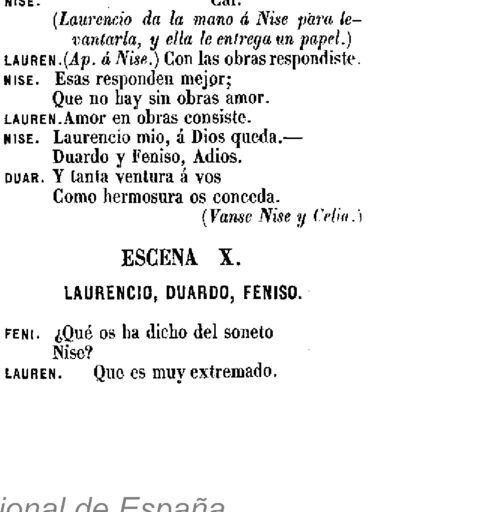 NISE. Caí.
(Laurencio da la mano á Nise para le-
vantarla, y ella le entrega un papel.)
LAUREN.(Ap. á Nise.) Con las obras respondiste.
NISE. Esas responden mejor;
Que no hay sin obras amor.
LAUREN.Amor en obras consiste.
NISE. Laurencio mio, á Dios queda.—
Duardo y Feniso, Adios.
DUAR. Y tanta ventura á vos
Como hermosura os conceda.
(Vanse Nise y Celia.)
ESCENA X.
LAURENCIO, DUARDO, FENISO.
FENI. ¿Qué os ha dicho del soneto
Nise?
LAUREN. Que es muy extremado.
ional de España